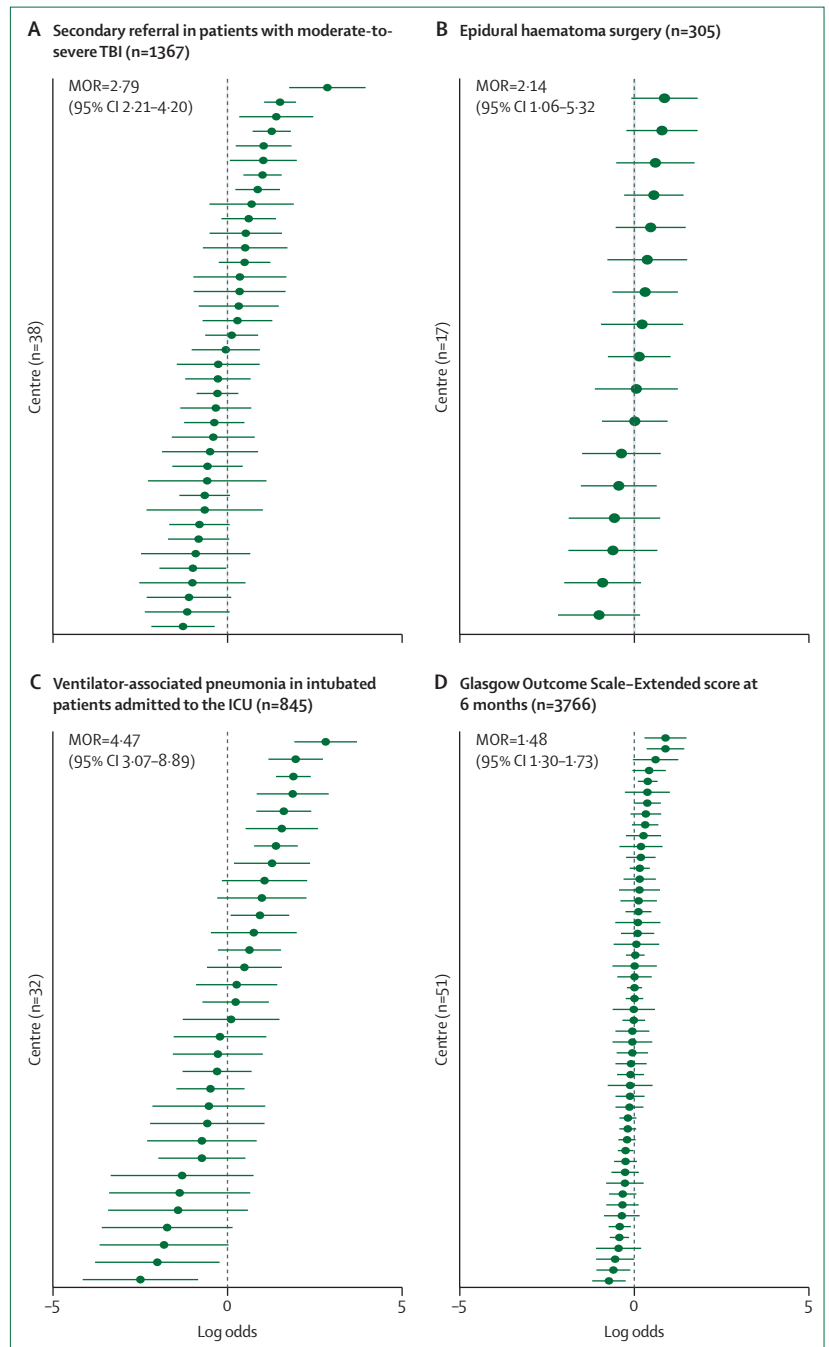 A Secondary referral in patients with moderate-to-
severe TBI (n=1367)
MOR=2·79
(95% CI 2·21–4·20)
Centre (n=38)
B Epidural haematoma surgery (n=305)
MOR=2·14
(95% CI 1·06–5·32
Centre (n=17)
C Ventilator-associated pneumonia in intubated
patients admitted to the ICU (n=845)
MOR=4·47
(95% CI 3·07–8·89)
Centre (n=32)
–5 0 5
Log odds
D Glasgow Outcome Scale–Extended score at
6 months (n=3766)
MOR=1·48
(95% CI 1·30–1·73)
Centre (n=51)
–5 0 5
Log odds